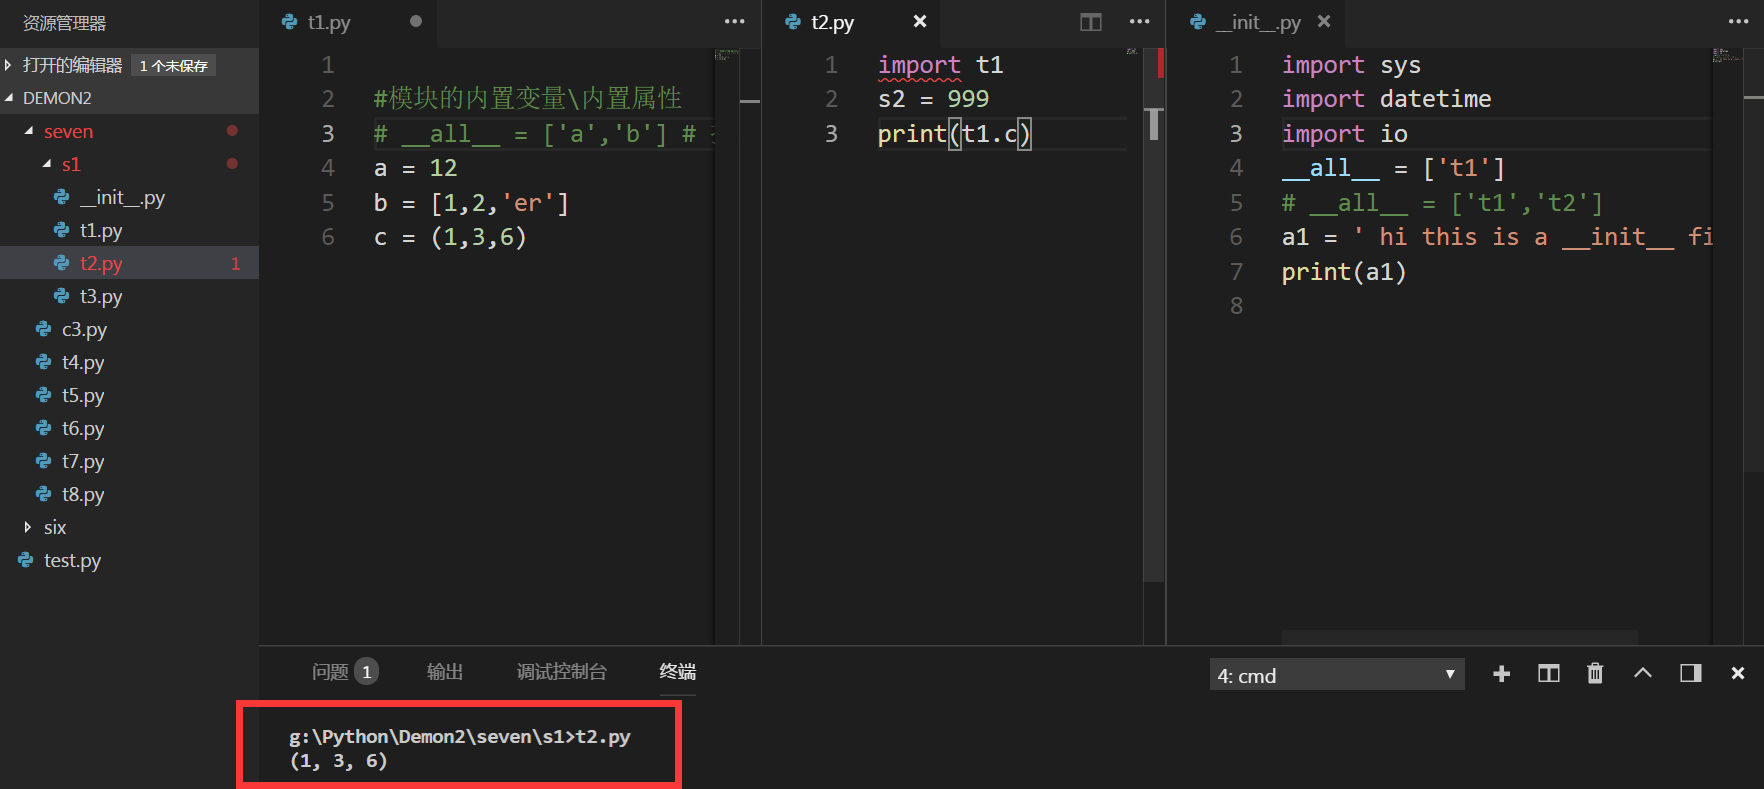 资源管理器
打开的编辑器 1 个未保存
DEMON2
seven
s1
__init__.py
t1.py
t2.py 1
t3.py
c3.py
t4.py
t5.py
t6.py
t7.py
t8.py
six
test.py
t1.py
1
2 #模块的内置变量\内置属性
3 # __all__ = ['a','b'] #
4 a = 12
5 b = [1,2,'er']
6 c = (1,3,6)
t2.py
1 import t1
2 s2 = 999
3 print(t1.c)
__init__.py
1 import sys
2 import datetime
3 import io
4 __all__ = ['t1']
5 # __all__ = ['t1','t2']
6 a1 = ' hi this is a __init__ fi
7 print(a1)
8
问题 1 输出 调试控制台 终端 4: cmd
g:\Python\Demon2\seven\s1>t2.py
(1, 3, 6)